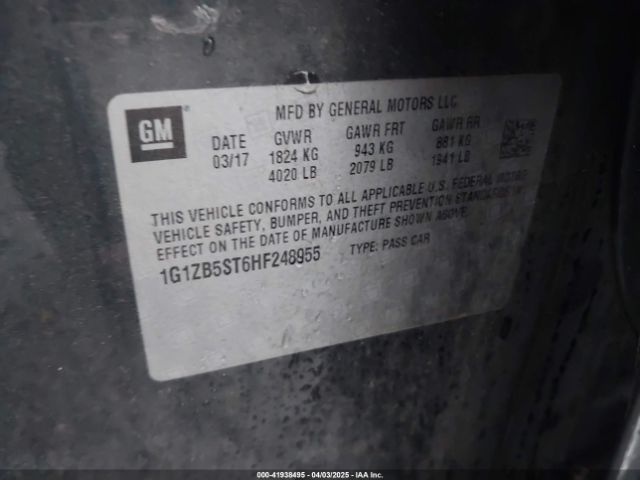 MFD BY GENERAL MOTORS LLC
GM
DATE GVWR GAWR FRT GAWR RR
03/17 1824 KG 943 KG 881 KG
4020 LB 2079 LB 1941 LB
THIS VEHICLE CONFORMS TO ALL APPLICABLE U.S. FEDERAL MOTOR
VEHICLE SAFETY, BUMPER, AND THEFT PREVENTION STANDARDS IN
EFFECT ON THE DATE OF MANUFACTURE SHOWN ABOVE.
1G1ZB5ST6HF248955 TYPE: PASS CAR
000-41938495 - 04/03/2025 - IAA Inc.